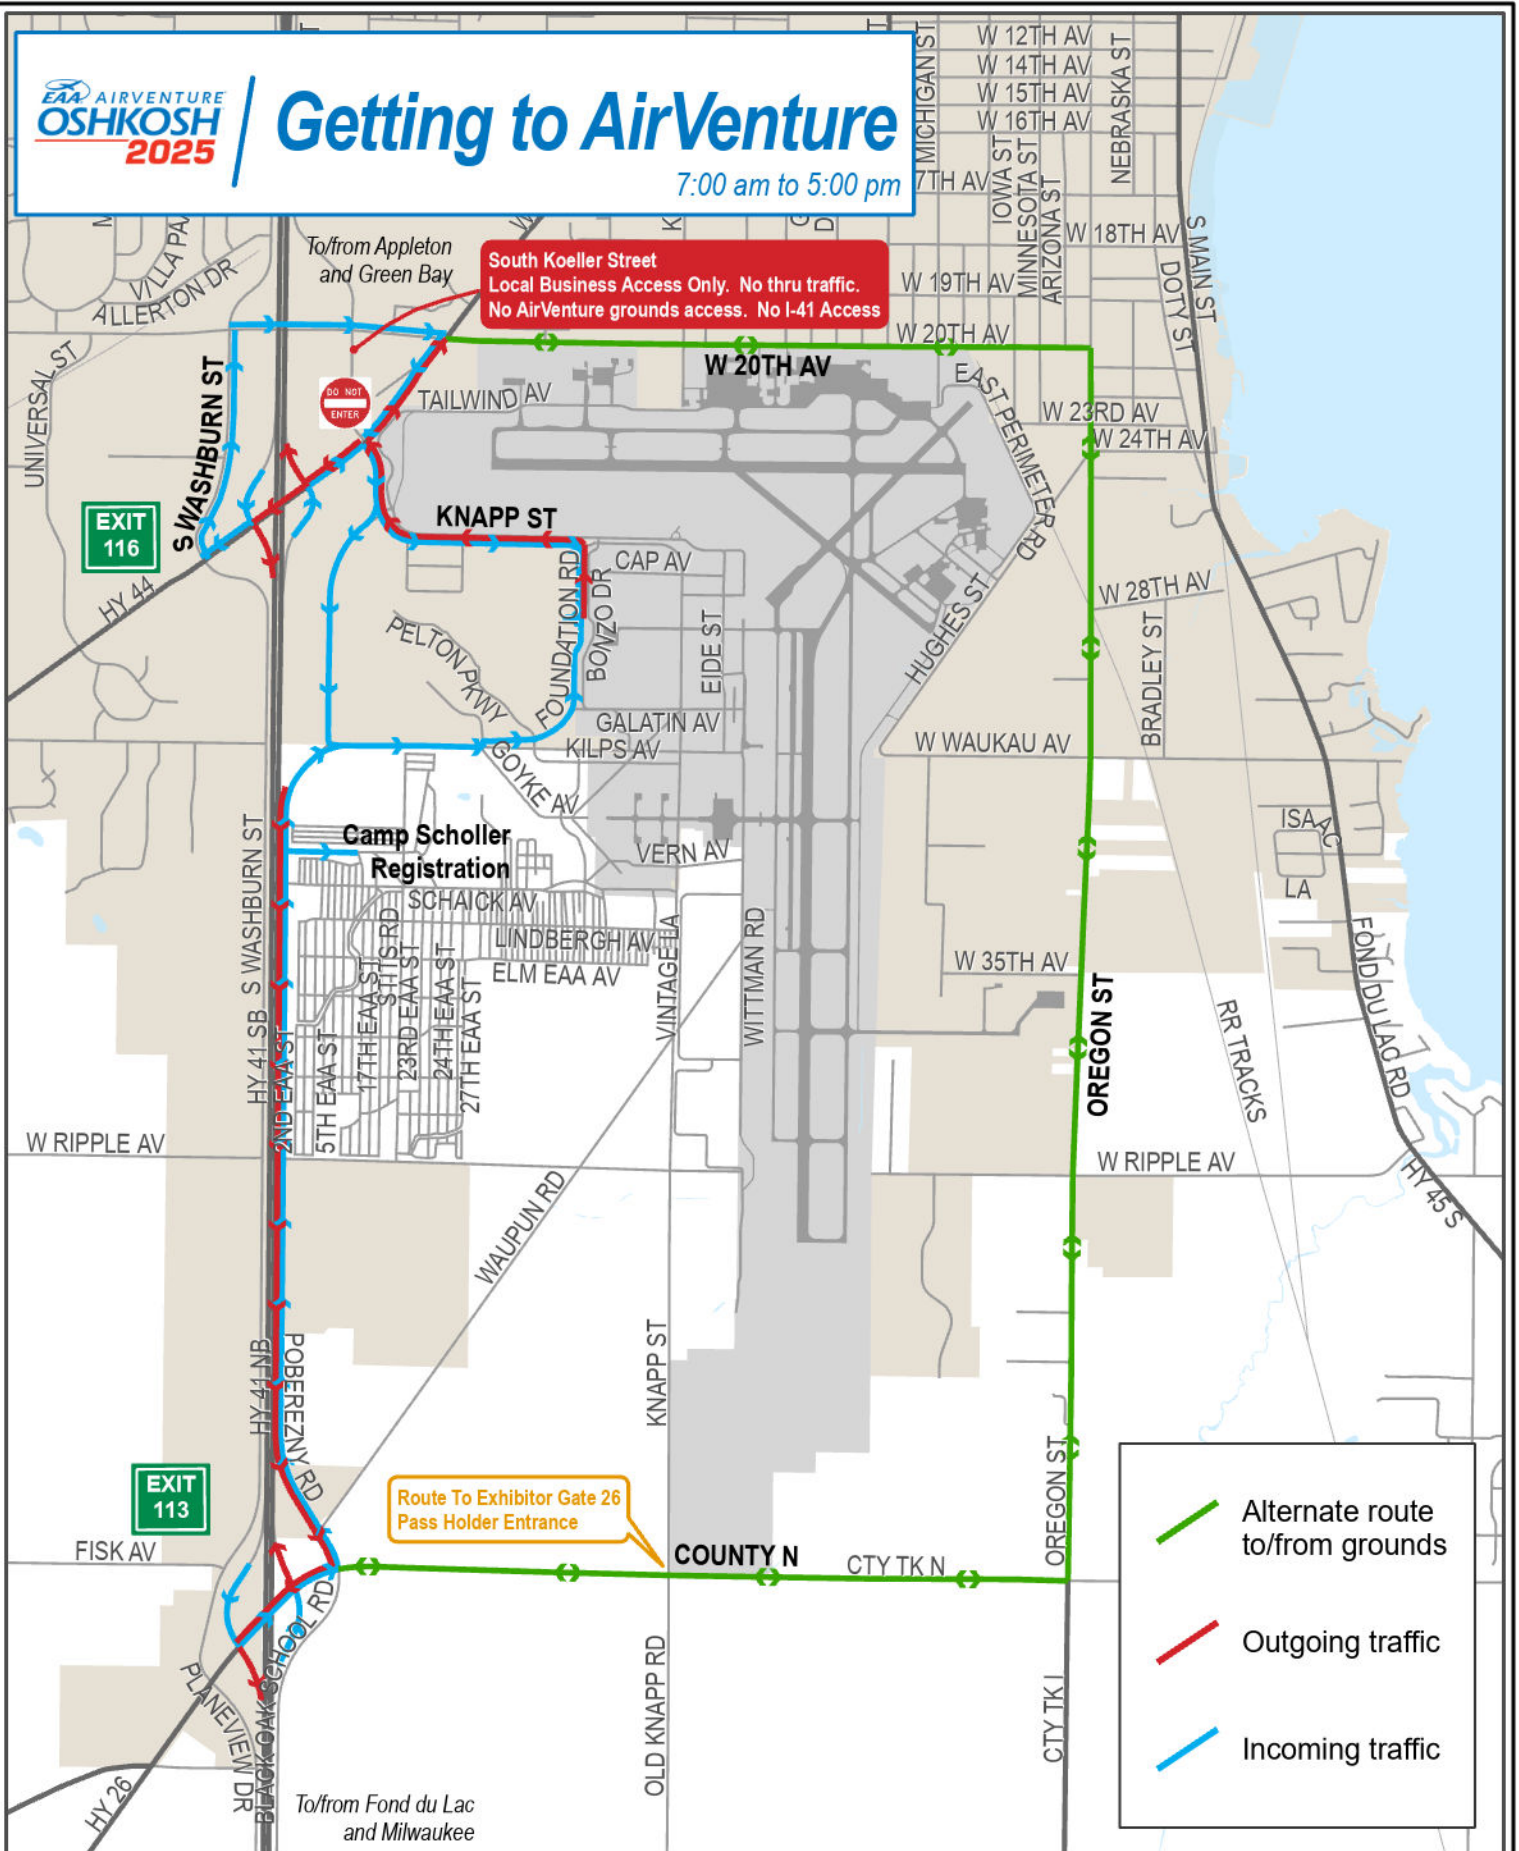 EAA AIRVENTURE
OSHKOSH
2025
Getting to AirVenture
7:00 am to 5:00 pm
MICHIGAN ST
W 12TH AV
W 14TH AV
W 15TH AV
W 16TH AV
7TH AV
IOWA ST
MINNESOTA ST
ARIZONA ST
NEBRASKA ST
W 18TH AV
W 19TH AV
W 20TH AV
S MAIN ST
DOTY ST
VILLA PA
ALLERTON DR
UNIVERSAL ST
To/from Appleton
and Green Bay
South Koeller Street
Local Business Access Only. No thru traffic.
No AirVenture grounds access. No I-41 Access
DO NOT
ENTER
S WASHBURN ST
W 20TH AV
TAILWIND AV
EAST PERIMETER RD
W 23RD AV
W 24TH AV
EXIT
116
HY 44
KNAPP ST
CAP AV
FOUNDATION RD
BONZO DR
EIDE ST
PELTON PKWY
HUGHES ST
W 28TH AV
BRADLEY ST
GALATIN AV
KILPS AV
GOYKE AV
W WAUKAU AV
Camp Scholler
Registration
VERN AV
SCHAICK AV
LINDBERGH AV
ELM EAA AV
S WASHBURN ST
HY 41 SB
2ND EAA ST
5TH EAA ST
17TH EAA ST
STITS RD
23RD EAA ST
24TH EAA ST
27TH EAA ST
VINTAGE LA
WITTMAN RD
W 35TH AV
OREGON ST
ISAAC
LA
FOND DU LAC RD
RR TRACKS
W RIPPLE AV
W RIPPLE AV
HY 45 S
WAUPUN RD
KNAPP ST
HY 41 NB
POBEREZNY RD
EXIT
113
FISK AV
Route To Exhibitor Gate 26
Pass Holder Entrance
COUNTY N
CTY TK N
OREGON ST
BLACK OAK SCHOOL RD
PLANEVIEW DR
HY 26
OLD KNAPP RD
CTY TK I
To/from Fond du Lac
and Milwaukee
Alternate route
to/from grounds
Outgoing traffic
Incoming traffic